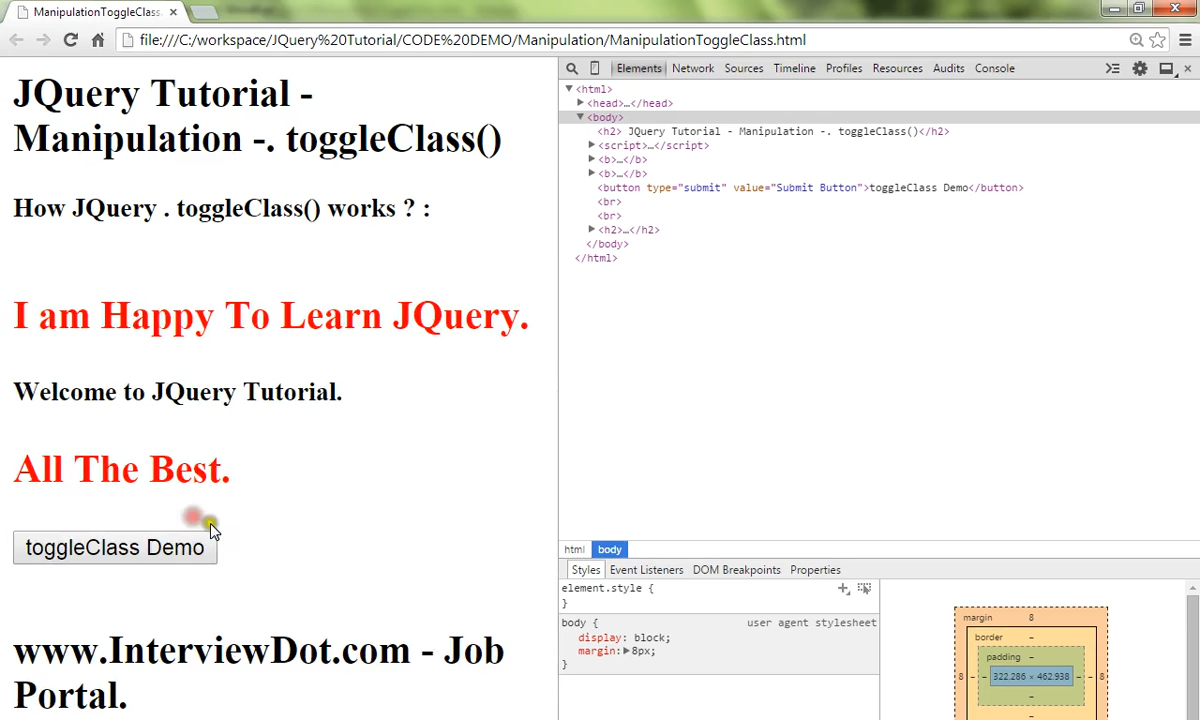 ManipulationToggleClass.
file:///C:/workspace/JQuery%20Tutorial/CODE%20DEMO/Manipulation/ManipulationToggleClass.html
JQuery Tutorial -
Manipulation -. toggleClass()
How JQuery . toggleClass() works ? :
I am Happy To Learn JQuery.
Welcome to JQuery Tutorial.
All The Best.
toggleClass Demo
www.InterviewDot.com - Job
Portal.
Elements Network Sources Timeline Profiles Resources Audits Console
<html>
<head>…</head>
<body>
<h2> JQuery Tutorial - Manipulation -. toggleClass()</h2>
<script>…</script>
<b>…</b>
<b>…</b>
<button type="submit" value="Submit Button">toggleClass Demo</button>
<br>
<br>
<h2>…</h2>
</body>
</html>
html body
Styles Event Listeners DOM Breakpoints Properties
element.style {
}
body { user agent stylesheet
display: block;
margin: 8px;
}
margin 8
border -
padding -
8 - - 322.286 × 462.938 - - 8
-
-